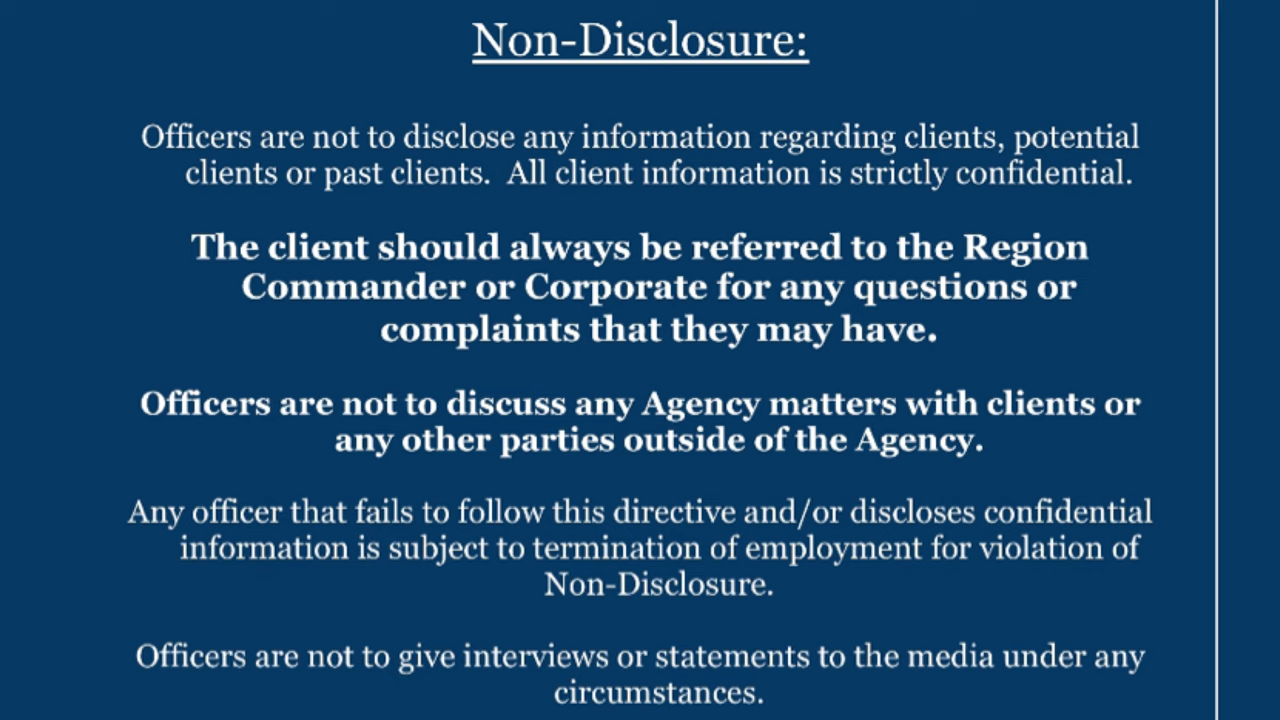 Non-Disclosure:
Officers are not to disclose any information regarding clients, potential
clients or past clients.  All client information is strictly confidential.
The client should always be referred to the Region
Commander or Corporate for any questions or
complaints that they may have.
Officers are not to discuss any Agency matters with clients or
any other parties outside of the Agency.
Any officer that fails to follow this directive and/or discloses confidential
information is subject to termination of employment for violation of
Non-Disclosure.
Officers are not to give interviews or statements to the media under any
circumstances.